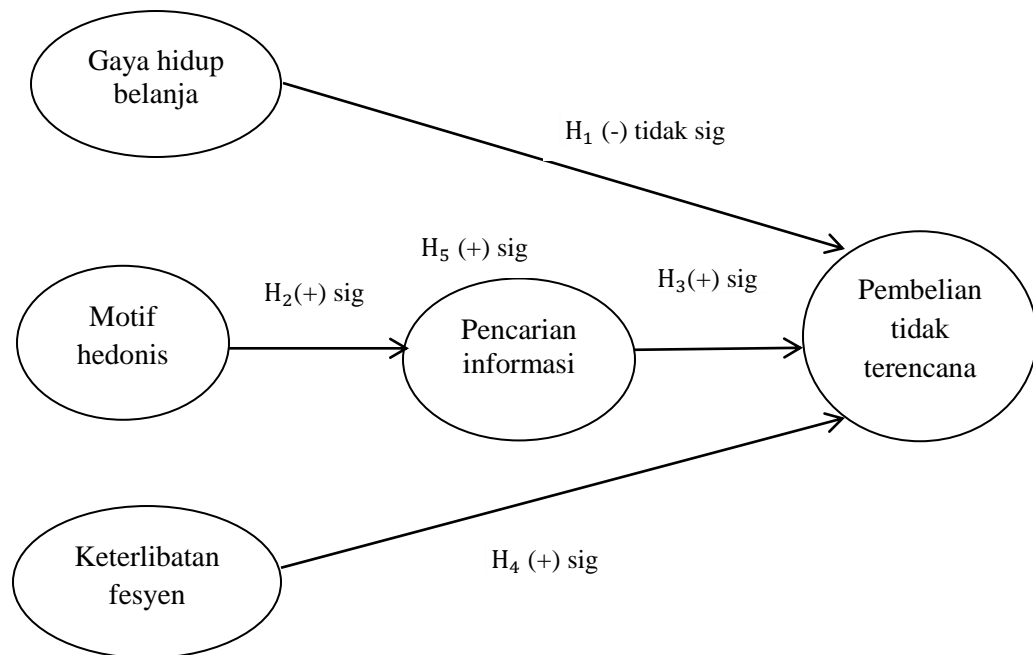 Gaya hidup
belanja
H₁ (-) tidak sig
H₅ (+) sig
H₂(+) sig
H₃(+) sig
Motif
hedonis
Pencarian
informasi
Pembelian
tidak
terencana
Keterlibatan
fesyen
H₄ (+) sig